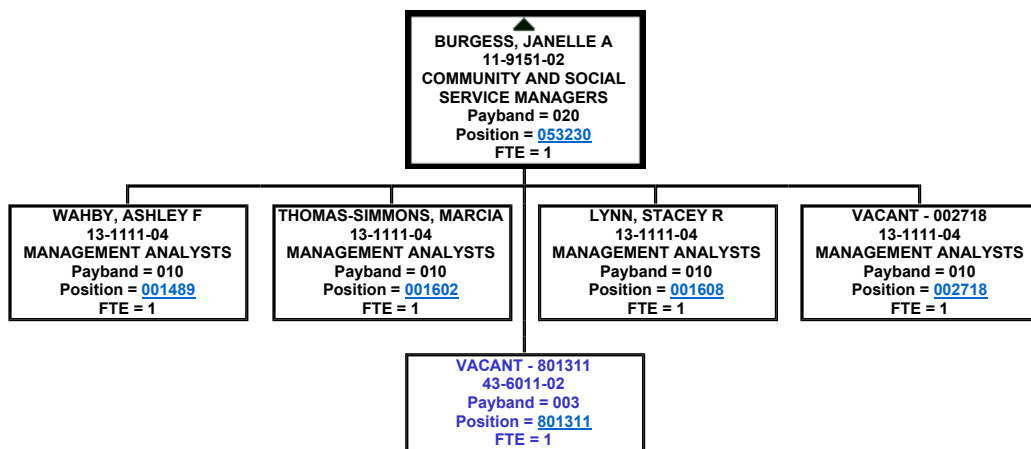 BURGESS, JANELLE A
11-9151-02
COMMUNITY AND SOCIAL
SERVICE MANAGERS
Payband = 020
Position = 053230
FTE = 1
WAHBY, ASHLEY F
13-1111-04
MANAGEMENT ANALYSTS
Payband = 010
Position = 001489
FTE = 1
THOMAS-SIMMONS, MARCIA
13-1111-04
MANAGEMENT ANALYSTS
Payband = 010
Position = 001602
FTE = 1
LYNN, STACEY R
13-1111-04
MANAGEMENT ANALYSTS
Payband = 010
Position = 001608
FTE = 1
VACANT - 002718
13-1111-04
MANAGEMENT ANALYSTS
Payband = 010
Position = 002718
FTE = 1
VACANT - 801311
43-6011-02
Payband = 003
Position = 801311
FTE = 1